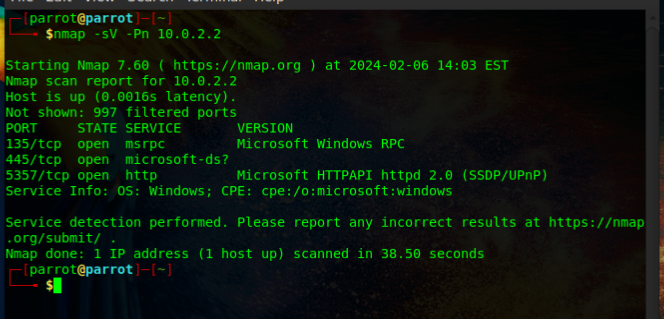 ┌─[parrot@parrot]─[~]
└──╼ $nmap -sV -Pn 10.0.2.2
Starting Nmap 7.60 ( https://nmap.org ) at 2024-02-06 14:03 EST
Nmap scan report for 10.0.2.2
Host is up (0.0016s latency).
Not shown: 997 filtered ports
PORT     STATE SERVICE       VERSION
135/tcp  open  msrpc         Microsoft Windows RPC
445/tcp  open  microsoft-ds?
5357/tcp open  http          Microsoft HTTPAPI httpd 2.0 (SSDP/UPnP)
Service Info: OS: Windows; CPE: cpe:/o:microsoft:windows
Service detection performed. Please report any incorrect results at https://nmap
.org/submit/ .
Nmap done: 1 IP address (1 host up) scanned in 38.50 seconds
┌─[parrot@parrot]─[~]
└──╼ $